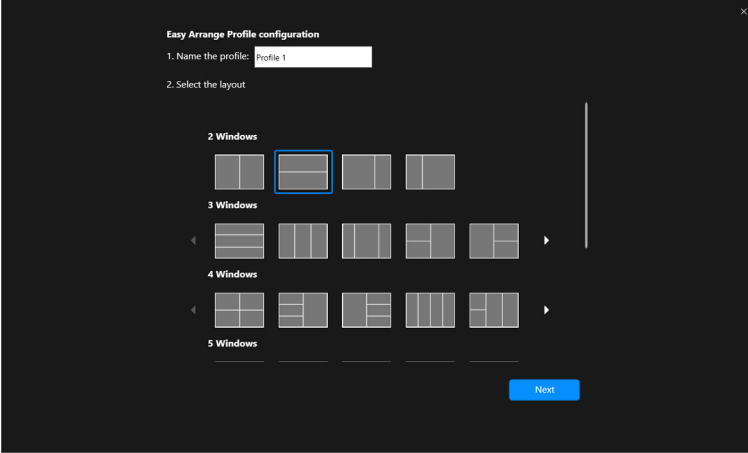 Easy Arrange Profile configuration
1. Name the profile: Profile 1
2. Select the layout
2 Windows
3 Windows
4 Windows
5 Windows
Next